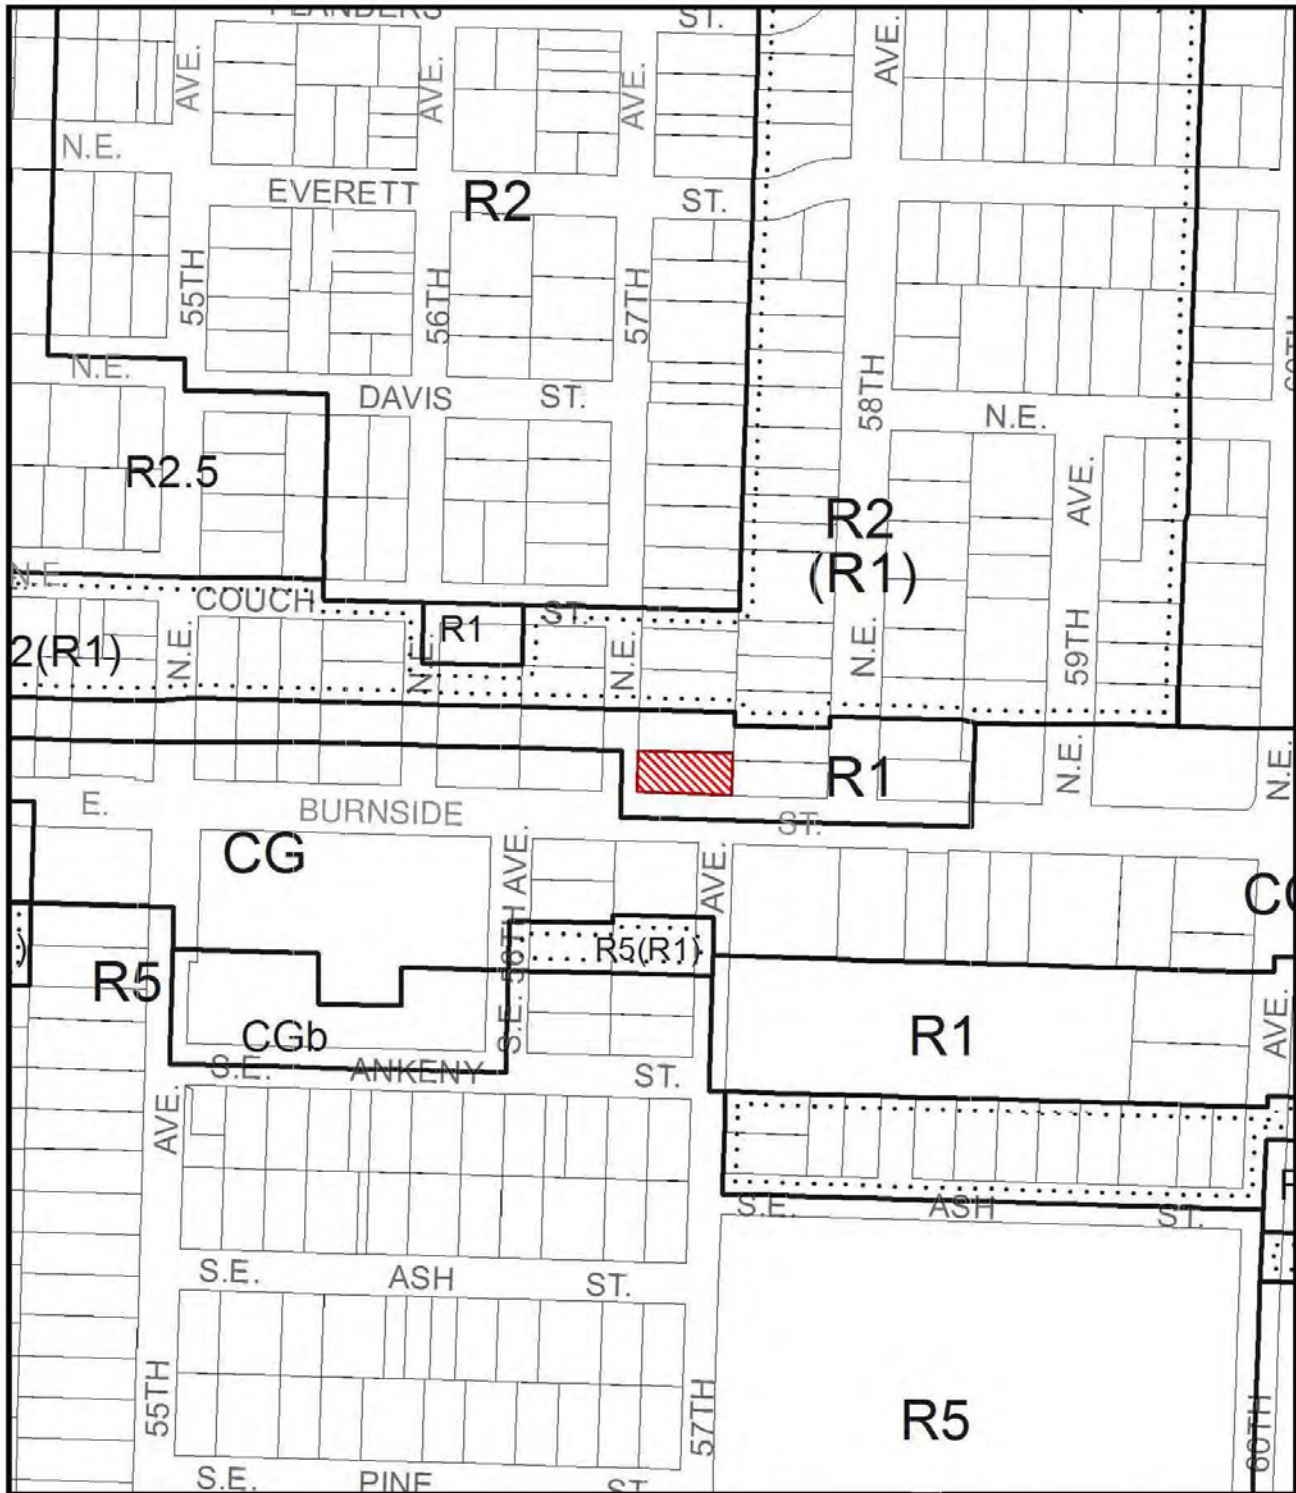 FLANDERS ST.
AVE. AVE. AVE. AVE.
N.E.
EVERETT R2 ST.
55TH 56TH 57TH 58TH
N.E.
DAVIS ST. N.E.
R2.5 AVE.
R2
(R1)
N.E.
COUCH ST.
R1
2(R1) N.E. N.E. N.E. N.E. 59TH
R1 N.E. N.E.
E. BURNSIDE ST.
CG
S.E. 56TH AVE. AVE.
R5(R1)
)
R5
CGb R1 AVE.
S.E. ANKENY ST.
AVE.
S.E. ASH ST.
S.E. ASH ST.
55TH 57TH R5 60TH
S.E. PINE